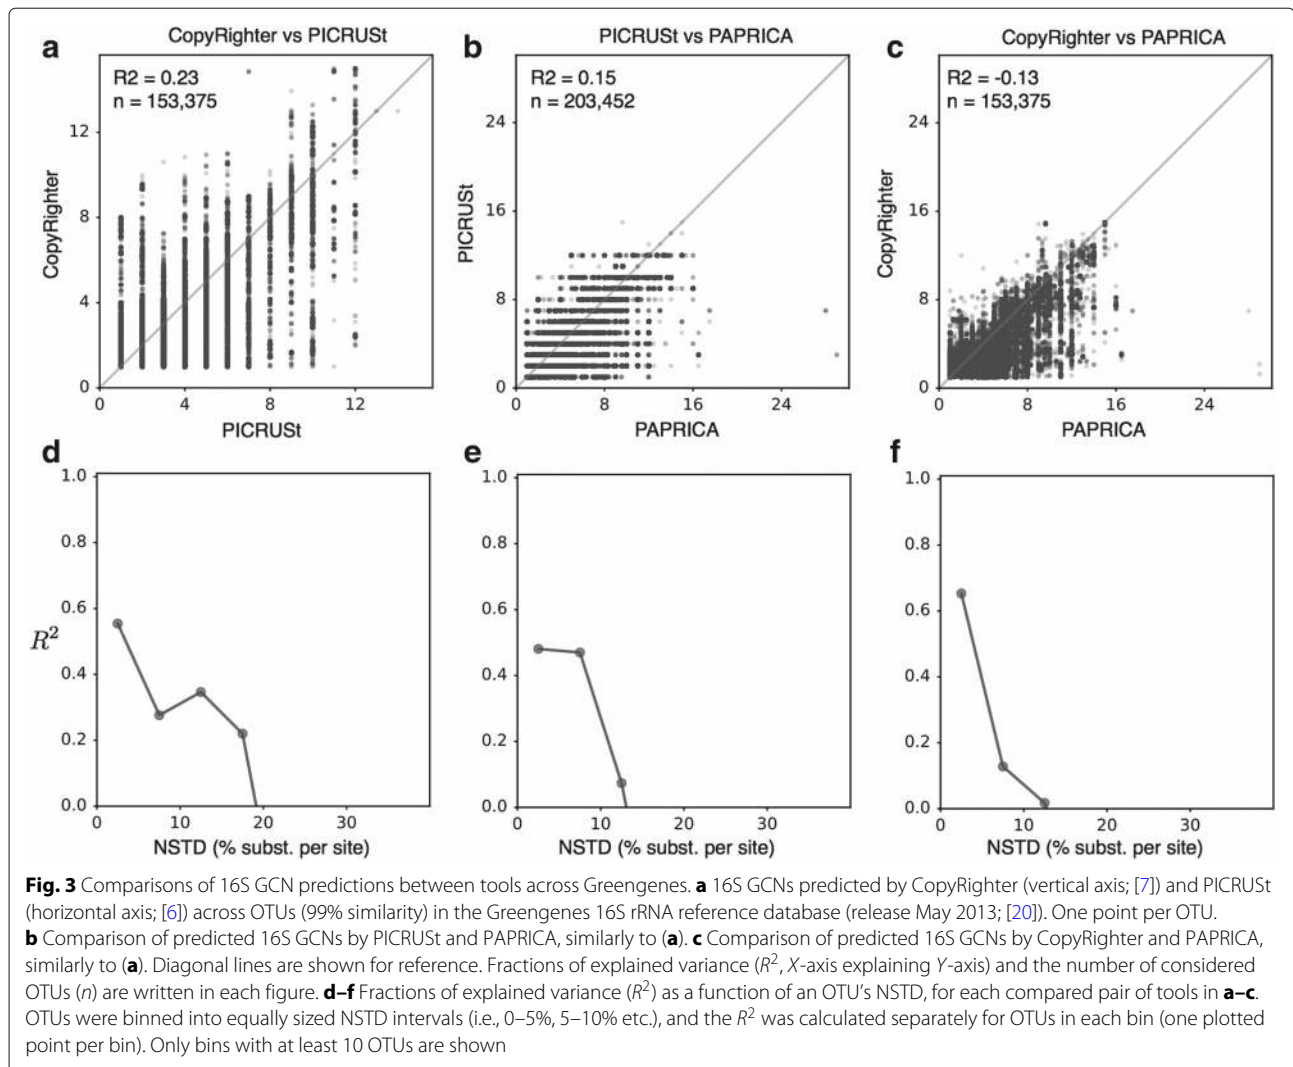 a
CopyRighter vs PICRUSt
R2 = 0.23
n = 153,375
CopyRighter
12
8
4
0
0 4 8 12
PICRUSt
b
PICRUSt vs PAPRICA
R2 = 0.15
n = 203,452
PICRUSt
24
16
8
0
0 8 16 24
PAPRICA
c
CopyRighter vs PAPRICA
R2 = -0.13
n = 153,375
CopyRighter
24
16
8
0
0 8 16 24
PAPRICA
d
1.0
0.8
0.6
R²
0.4
0.2
0.0
0 10 20 30
NSTD (% subst. per site)
e
1.0
0.8
0.6
0.4
0.2
0.0
0 10 20 30
NSTD (% subst. per site)
f
1.0
0.8
0.6
0.4
0.2
0.0
0 10 20 30
NSTD (% subst. per site)
Fig. 3 Comparisons of 16S GCN predictions between tools across Greengenes. a 16S GCNs predicted by CopyRighter (vertical axis; [7]) and PICRUSt
(horizontal axis; [6]) across OTUs (99% similarity) in the Greengenes 16S rRNA reference database (release May 2013; [20]). One point per OTU.
b Comparison of predicted 16S GCNs by PICRUSt and PAPRICA, similarly to (a). c Comparison of predicted 16S GCNs by CopyRighter and PAPRICA,
similarly to (a). Diagonal lines are shown for reference. Fractions of explained variance (R², X-axis explaining Y-axis) and the number of considered
OTUs (n) are written in each figure. d–f Fractions of explained variance (R²) as a function of an OTU's NSTD, for each compared pair of tools in a–c.
OTUs were binned into equally sized NSTD intervals (i.e., 0–5%, 5–10% etc.), and the R² was calculated separately for OTUs in each bin (one plotted
point per bin). Only bins with at least 10 OTUs are shown